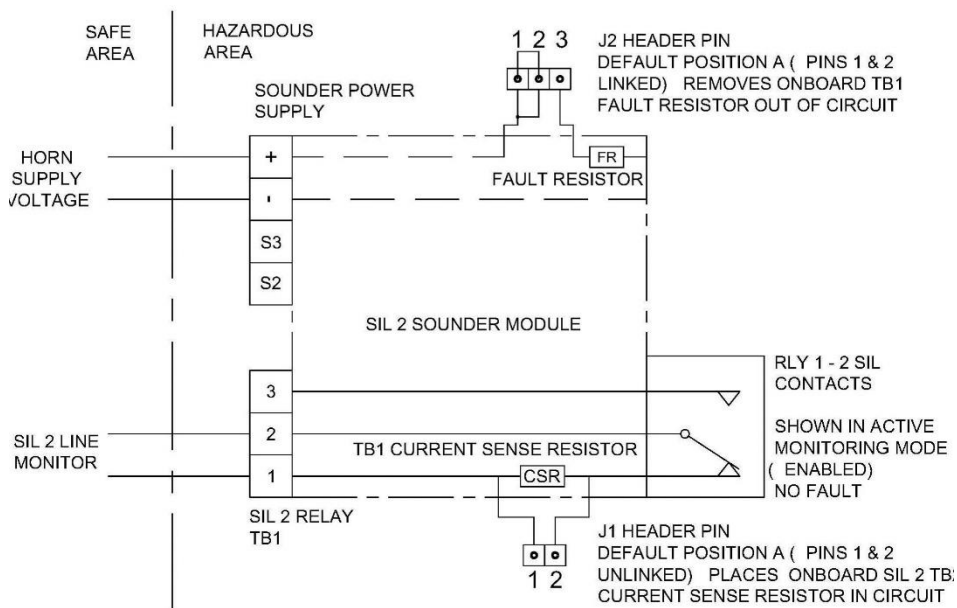 SAFE
AREA
HAZARDOUS
AREA
1 2 3
J2 HEADER PIN
DEFAULT POSITION A ( PINS 1 & 2
LINKED) REMOVES ONBOARD TB1
FAULT RESISTOR OUT OF CIRCUIT
SOUNDER POWER
SUPPLY
HORN
SUPPLY
VOLTAGE
+
-
S3
S2
FR
FAULT RESISTOR
SIL 2 SOUNDER MODULE
RLY 1 - 2 SIL
CONTACTS
SHOWN IN ACTIVE
MONITORING MODE
( ENABLED)
NO FAULT
SIL 2 LINE
MONITOR
3
2
1
TB1 CURRENT SENSE RESISTOR
CSR
SIL 2 RELAY
TB1
1 2
J1 HEADER PIN
DEFAULT POSITION A ( PINS 1 & 2
UNLINKED) PLACES ONBOARD SIL 2 TB2
CURRENT SENSE RESISTOR IN CIRCUIT